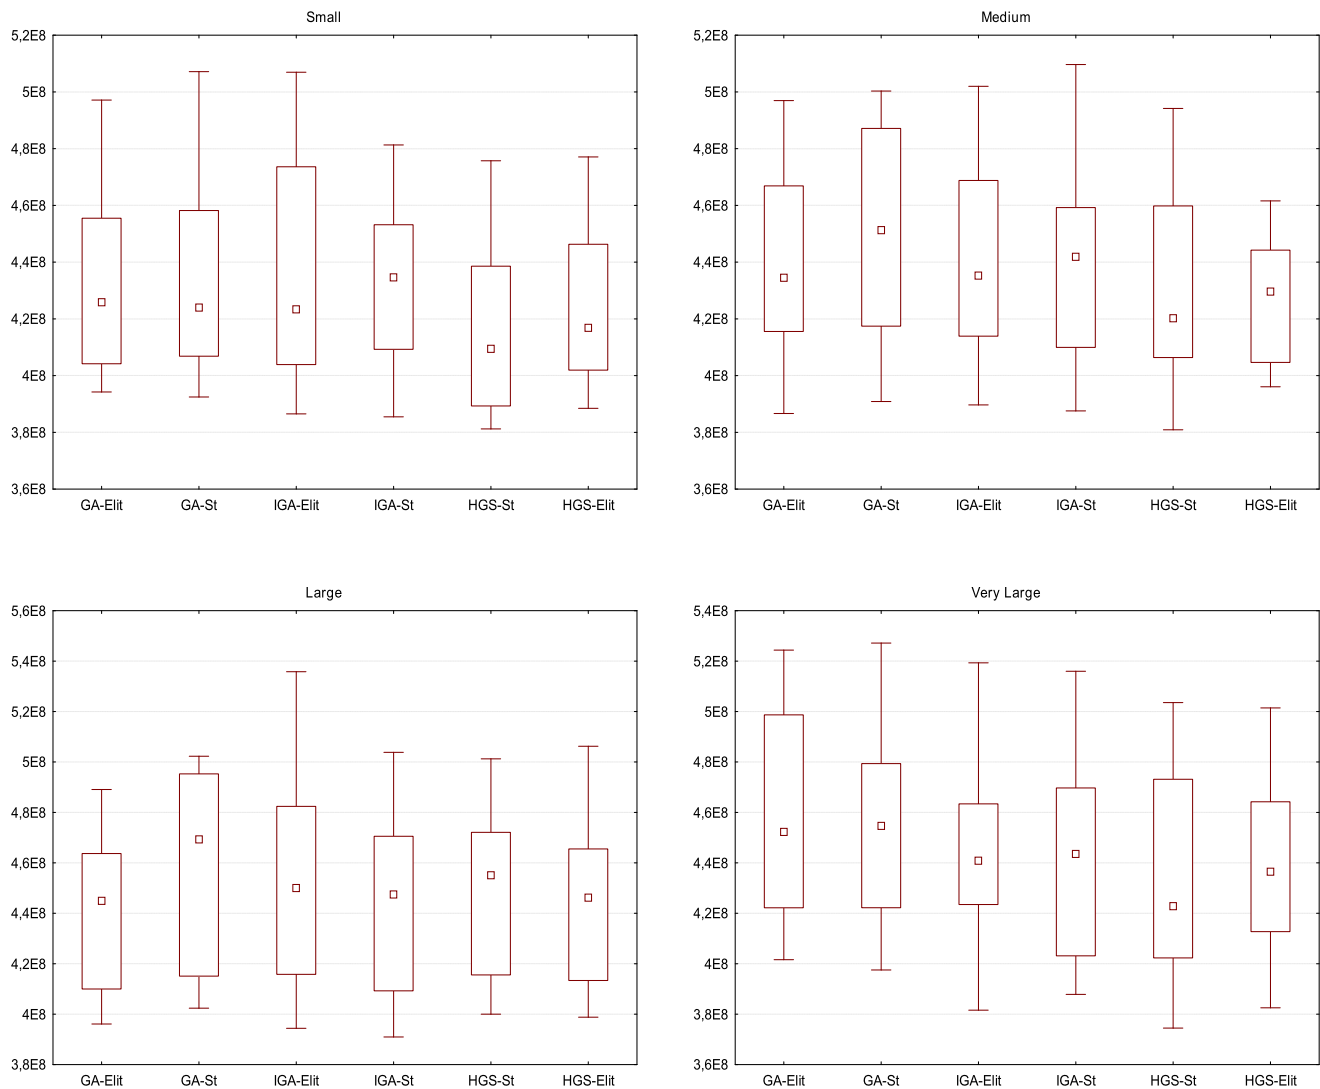 Small
5,2E8
5E8
4,8E8
4,6E8
4,4E8
4,2E8
4E8
3,8E8
3,6E8
GA-Elit GA-St IGA-Elit IGA-St HGS-St HGS-Elit
Medium
5,2E8
5E8
4,8E8
4,6E8
4,4E8
4,2E8
4E8
3,8E8
3,6E8
GA-Elit GA-St IGA-Elit IGA-St HGS-St HGS-Elit
Large
5,6E8
5,4E8
5,2E8
5E8
4,8E8
4,6E8
4,4E8
4,2E8
4E8
3,8E8
GA-Elit GA-St IGA-Elit IGA-St HGS-St HGS-Elit
Very Large
5,4E8
5,2E8
5E8
4,8E8
4,6E8
4,4E8
4,2E8
4E8
3,8E8
3,6E8
GA-Elit GA-St IGA-Elit IGA-St HGS-St HGS-Elit